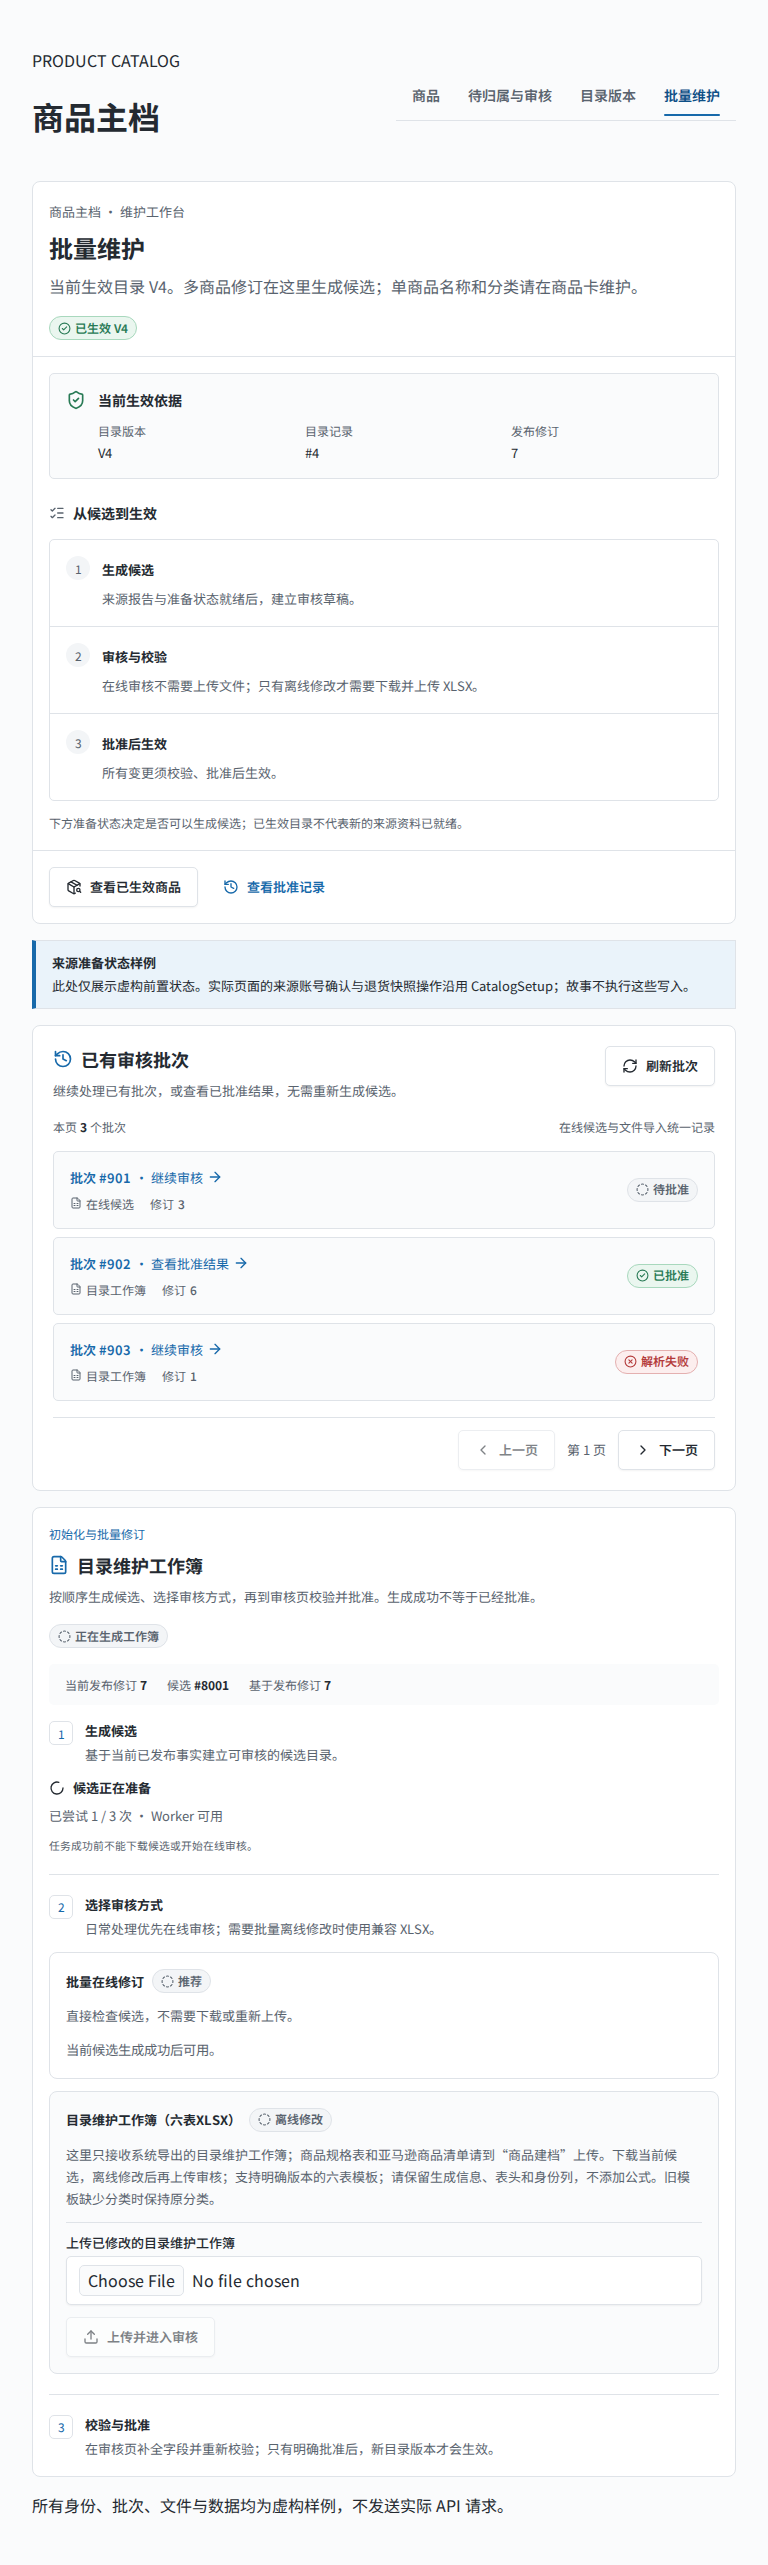 PRODUCT CATALOG
商品主档
商品
待归属与审核
目录版本
批量维护
商品主档 · 维护工作台
批量维护
当前生效目录 V4。多商品修订在这里生成候选；单商品名称和分类请在商品卡维护。
已生效 V4
当前生效依据
目录版本
目录记录
发布修订
V4
#4
7
从候选到生效
1
生成候选
来源报告与准备状态就绪后，建立审核草稿。
2
审核与校验
在线审核不需要上传文件；只有离线修改才需要下载并上传 XLSX。
3
批准后生效
所有变更须校验、批准后生效。
下方准备状态决定是否可以生成候选；已生效目录不代表新的来源资料已就绪。
查看已生效商品
查看批准记录
来源准备状态样例
此处仅展示虚构前置状态。实际页面的来源账号确认与退货快照操作沿用 CatalogSetup；故事不执行这些写入。
已有审核批次
刷新批次
继续处理已有批次，或查看已批准结果，无需重新生成候选。
本页 3 个批次
在线候选与文件导入统一记录
批次 #901 · 继续审核
在线候选 修订 3
待批准
批次 #902 · 查看批准结果
目录工作簿 修订 6
已批准
批次 #903 · 继续审核
目录工作簿 修订 1
解析失败
上一页
第 1 页
下一页
初始化与批量修订
目录维护工作簿
按顺序生成候选、选择审核方式，再到审核页校验并批准。生成成功不等于已经批准。
正在生成工作簿
当前发布修订 7 候选 #8001 基于发布修订 7
1
生成候选
基于当前已发布事实建立可审核的候选目录。
候选正在准备
已尝试 1 / 3 次 · Worker 可用
任务成功前不能下载候选或开始在线审核。
2
选择审核方式
日常处理优先在线审核；需要批量离线修改时使用兼容 XLSX。
批量在线修订
推荐
直接检查候选，不需要下载或重新上传。
当前候选生成成功后可用。
目录维护工作簿（六表XLSX）
离线修改
这里只接收系统导出的目录维护工作簿；商品规格表和亚马逊商品清单请到“商品建档”上传。下载当前候
选，离线修改后再上传审核；支持明确版本的六表模板；请保留生成信息、表头和身份列，不添加公式。旧模
板缺少分类时保持原分类。
上传已修改的目录维护工作簿
Choose File No file chosen
上传并进入审核
3
校验与批准
在审核页补全字段并重新校验；只有明确批准后，新目录版本才会生效。
所有身份、批次、文件与数据均为虚构样例，不发送实际 API 请求。